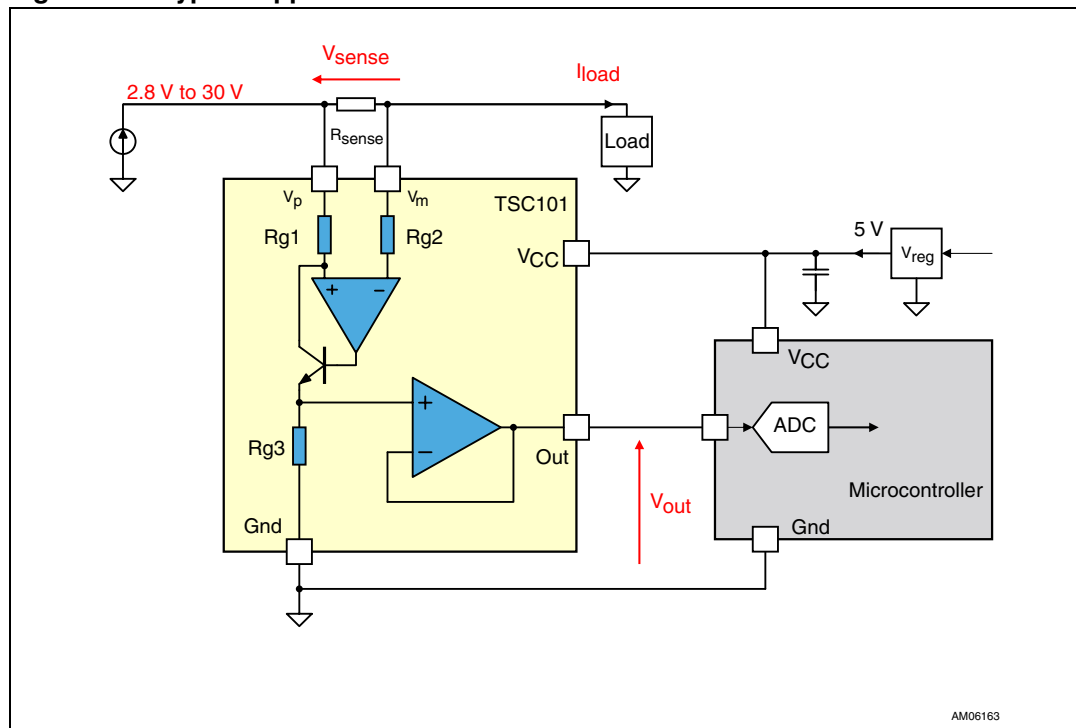 Vsense
Iload
2.8 V to 30 V
Rsense
Load
Vp
Vm
TSC101
Rg1
Rg2
VCC
5 V
Vreg
+
−
VCC
+
ADC
Rg3
Out
−
Microcontroller
Vout
Gnd
Gnd
AM06163